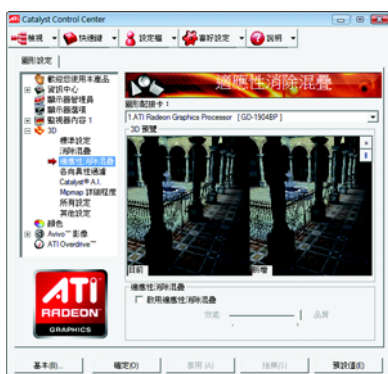 Catalyst Control Center
檢視 快速鍵 設定檔 喜好設定 說明
圖形設定
歡迎您使用本產品
資訊中心
顯示器管理員
顯示器選項
監視器內容 1
3D
標準設定
消除混疊
適應性消除混疊
各向異性過濾
Catalyst® A.I.
Mipmap 詳細程度
所有設定
其他設定
顏色
Avivo™ 影像
ATI Overdrive™
ATI
RADEON
GRAPHICS
適應性消除混疊
圖形配接卡：
1.ATI Radeon Graphics Processor [ GD-1904BP ]
3D 預覽
目前 新增
適應性消除混疊
啟用適應性消除混疊
效能 品質
基本(B)... 確定(O) 套用 (A) 捨棄(S) 預設值(E)